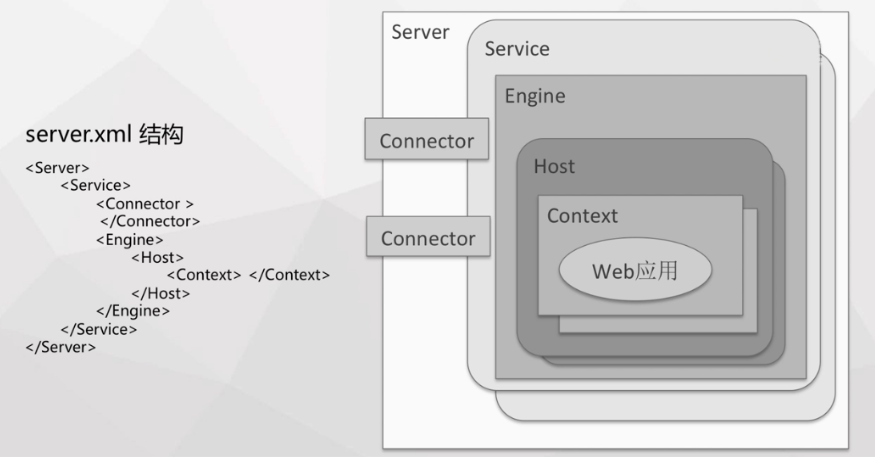 server.xml 结构
<Server>
<Service>
<Connector >
</Connector>
<Engine>
<Host>
<Context> </Context>
</Host>
</Engine>
</Service>
</Server>
Server
Service
Engine
Connector
Host
Context
Connector
Web应用